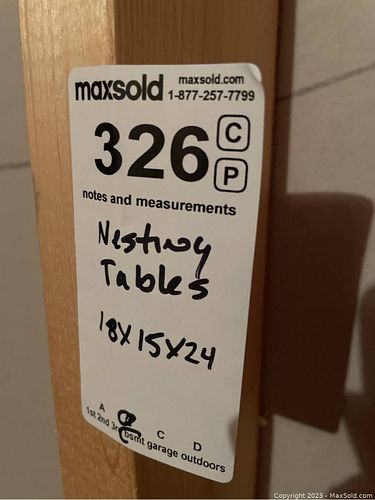 maxsold maxsold.com
1-877-257-7799
326 C
P
notes and measurements
Nesting
Tables
18X15X24
A C D
1st 2nd 3rd bsmt garage outdoors
Copyright 2023 - MaxSold.com